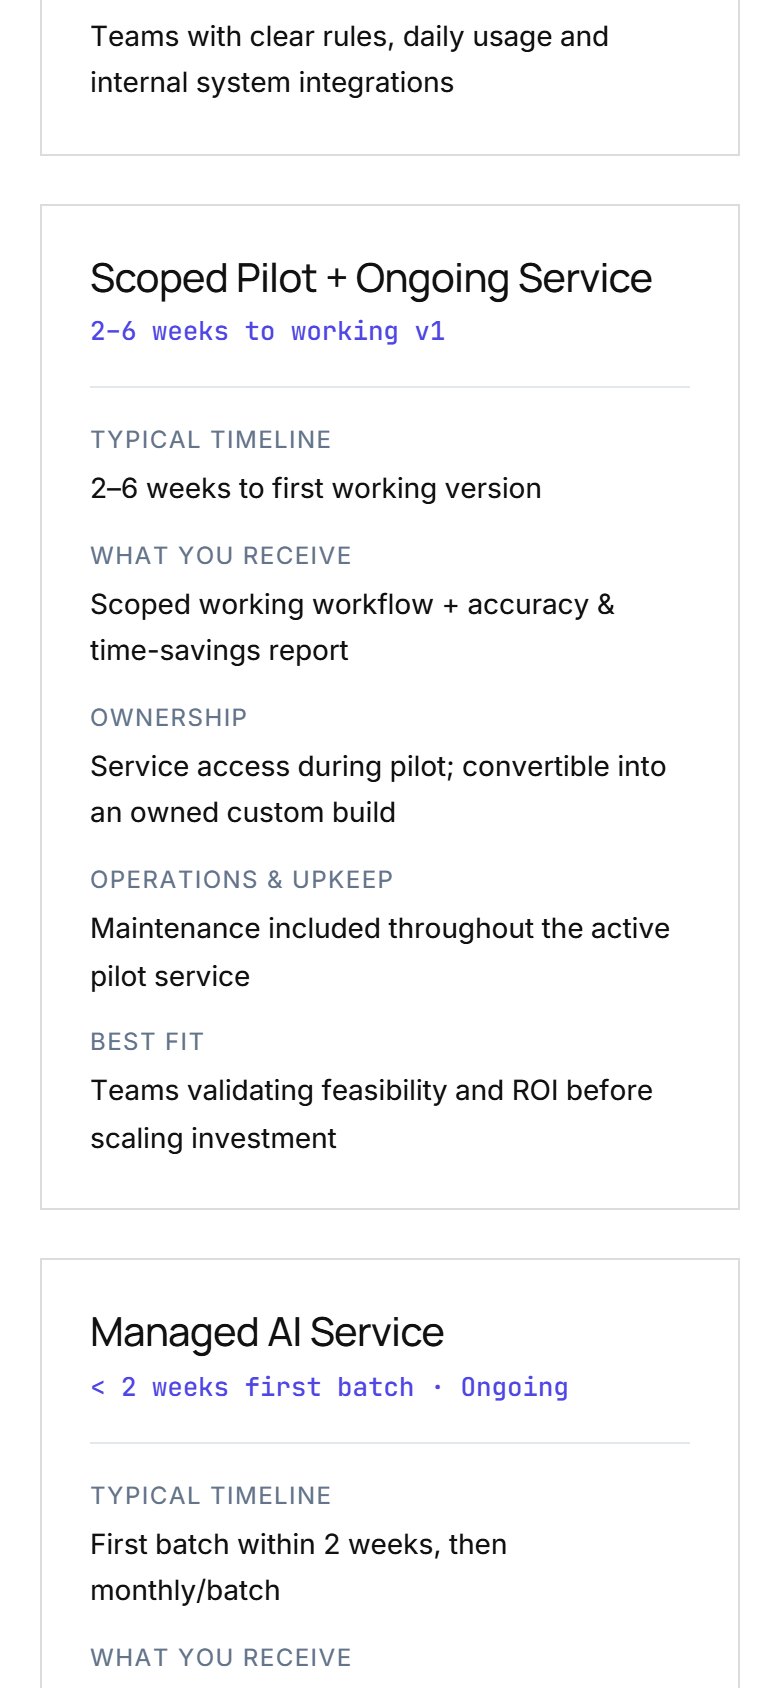 Teams with clear rules, daily usage and
internal system integrations
Scoped Pilot + Ongoing Service
2–6 weeks to working v1
TYPICAL TIMELINE
2–6 weeks to first working version
WHAT YOU RECEIVE
Scoped working workflow + accuracy &
time-savings report
OWNERSHIP
Service access during pilot; convertible into
an owned custom build
OPERATIONS & UPKEEP
Maintenance included throughout the active
pilot service
BEST FIT
Teams validating feasibility and ROI before
scaling investment
Managed AI Service
< 2 weeks first batch · Ongoing
TYPICAL TIMELINE
First batch within 2 weeks, then
monthly/batch
WHAT YOU RECEIVE